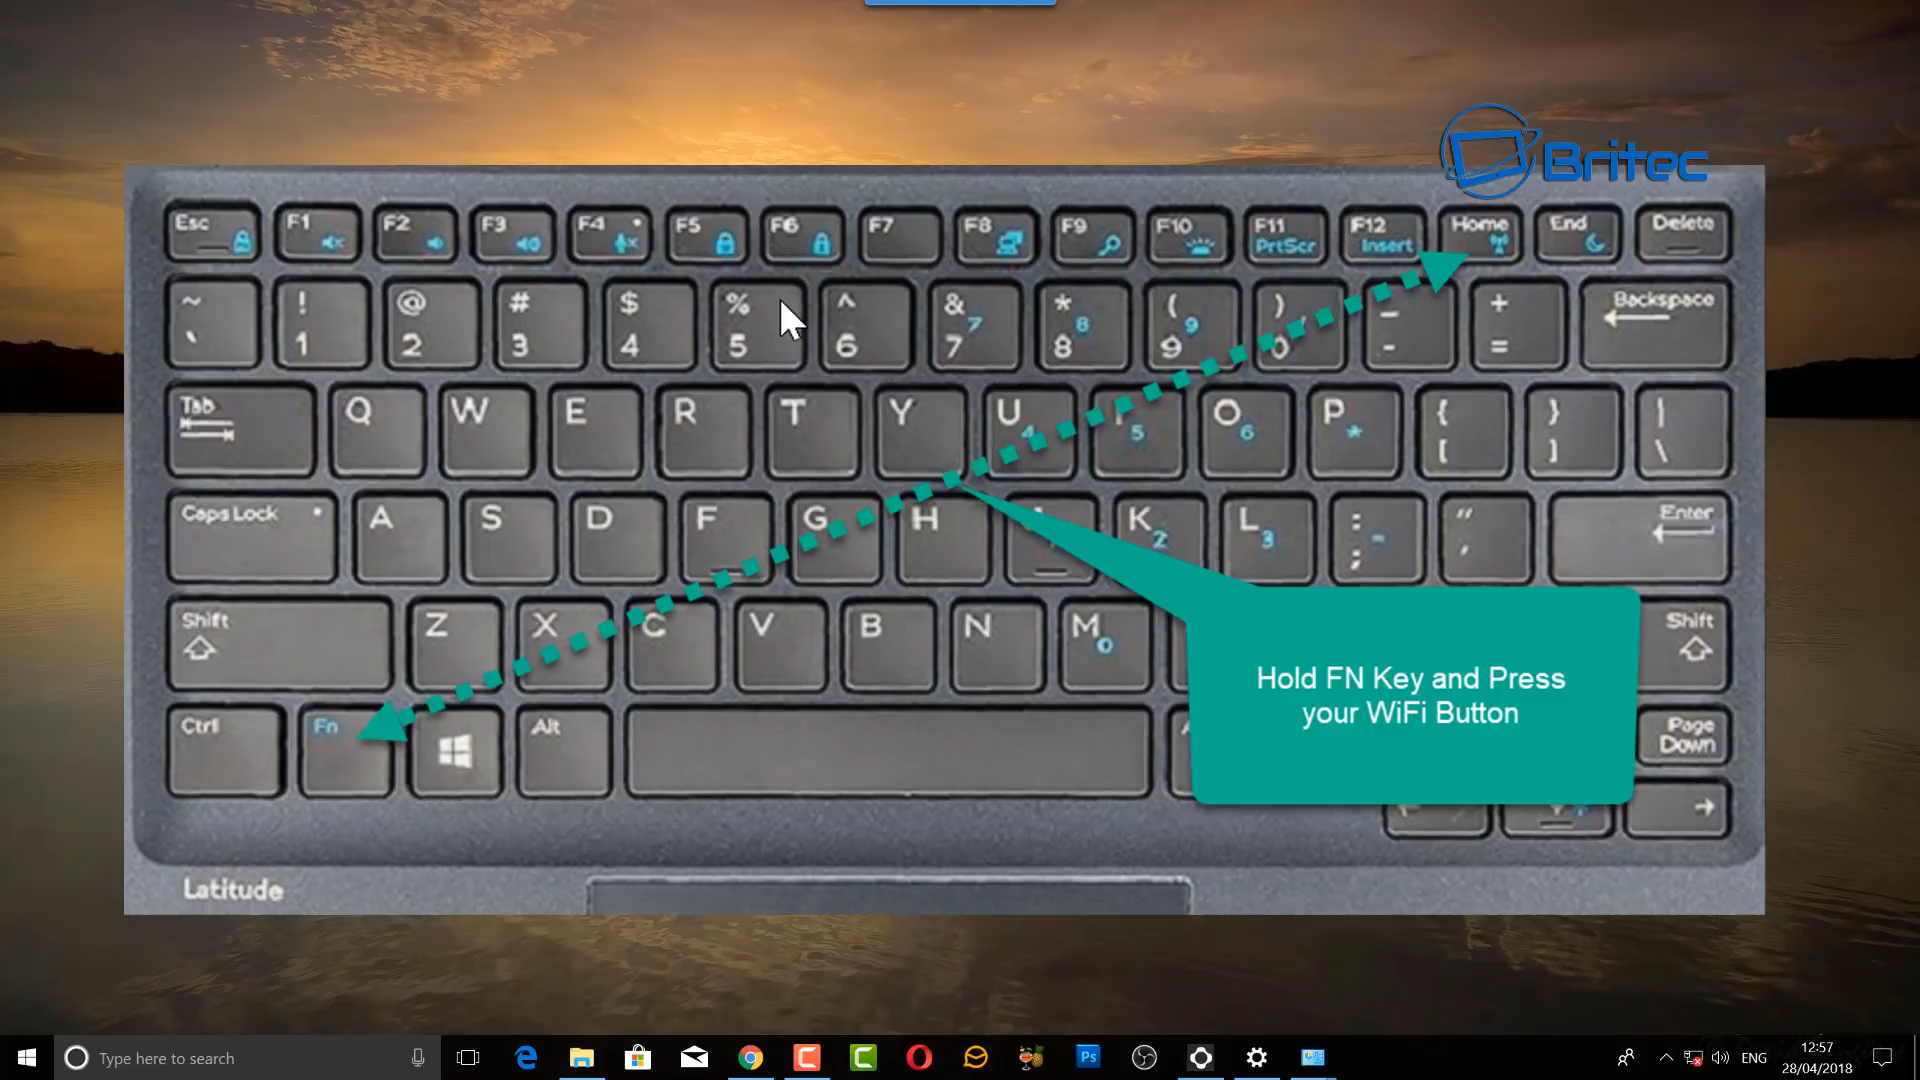 Britec
Esc F1 F2 F3 F4 F5 F6 F7 F8 F9 F10 F11 F12 Home End Delete
PrtScr Insert
~ ! @ # $ % ^ & * ( ) _ + Backspace
` 1 2 3 4 5 6 7 7 8 8 9 9 0 - =
Tab Q W E R T Y U 4 I 5 O 6 P * { } |
[ ] \
Caps Lock A S D F G H J K 2 L 3 : - " Enter
; '
Shift Z X C V B N M 0 Shift
Hold FN Key and Press
your WiFi Button
Ctrl Fn Alt Page
Down
Latitude
Type here to search
Ps
ENG
12:57
28/04/2018